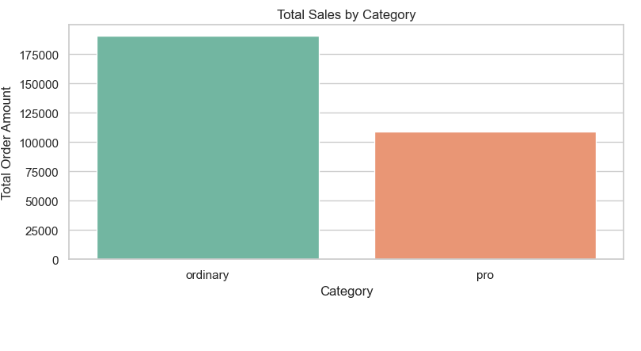 Total Sales by Category
Total Order Amount
175000
150000
125000
100000
75000
50000
25000
0
ordinary
pro
Category